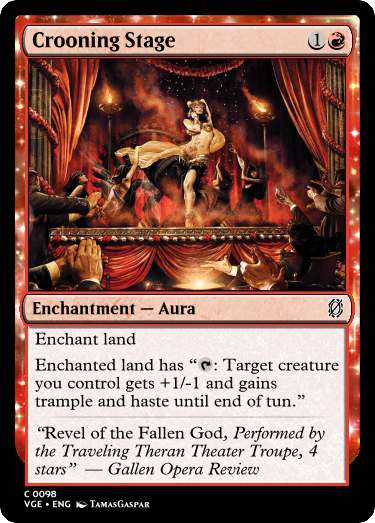 Crooning Stage 1
Enchantment — Aura
Enchant land
Enchanted land has “: Target creature
you control gets +1/-1 and gains
trample and haste until end of tun.”
“Revel of the Fallen God, Performed by
the Traveling Theran Theater Troupe, 4
stars” — Gallen Opera Review
C 0098
VGE • ENG TamasGaspar